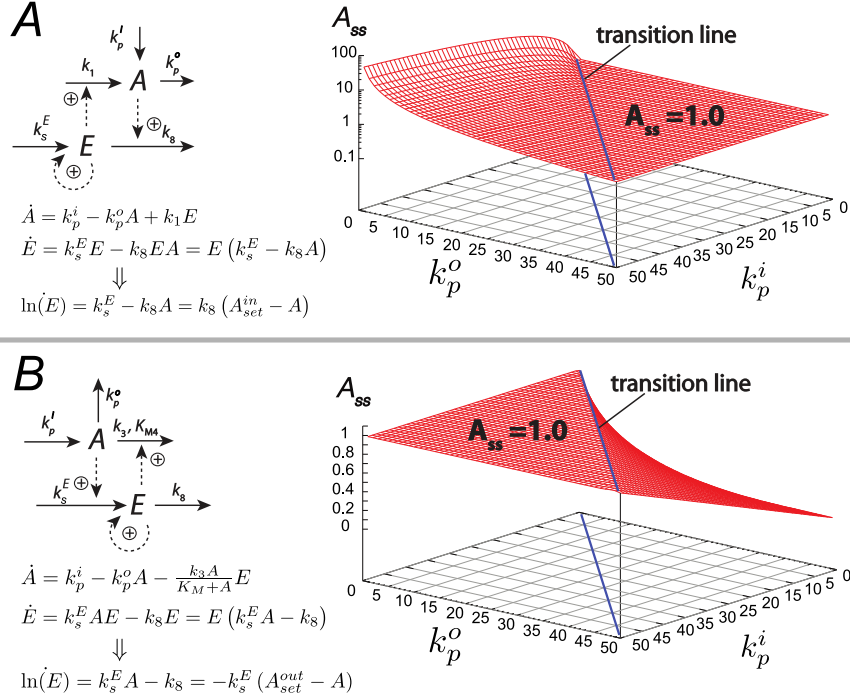 A
k_p^I
k_1
A
k_p^o
⊕
⊕
k_s^E
E
k_8
⊕
Ȧ = k_p^i − k_p^o A + k_1 E
Ė = k_s^E E − k_8 EA = E (k_s^E − k_8 A)
⇓
ln(Ė) = k_s^E − k_8 A = k_8 (A_set^in − A)
A_ss
transition line
100
10
1
0.1
A_ss =1.0
0 5 10 15 20 25 30 35 40 45 50
50 45 40 35 30 25 20 15 10 5 0
k_p^o
k_p^i
B
k_p^o
k_p^I
A
k_3, K_M4
⊕
⊕
k_s^E
E
k_8
⊕
Ȧ = k_p^i − k_p^o A − k_3 A / K_M+A E
Ė = k_s^E AE − k_8 E = E (k_s^E A − k_8)
⇓
ln(Ė) = k_s^E A − k_8 = −k_s^E (A_set^out − A)
A_ss
transition line
1
0.8
0.6
0.4
0.2
0
A_ss =1.0
0 5 10 15 20 25 30 35 40 45 50
50 45 40 35 30 25 20 15 10 5 0
k_p^o
k_p^i